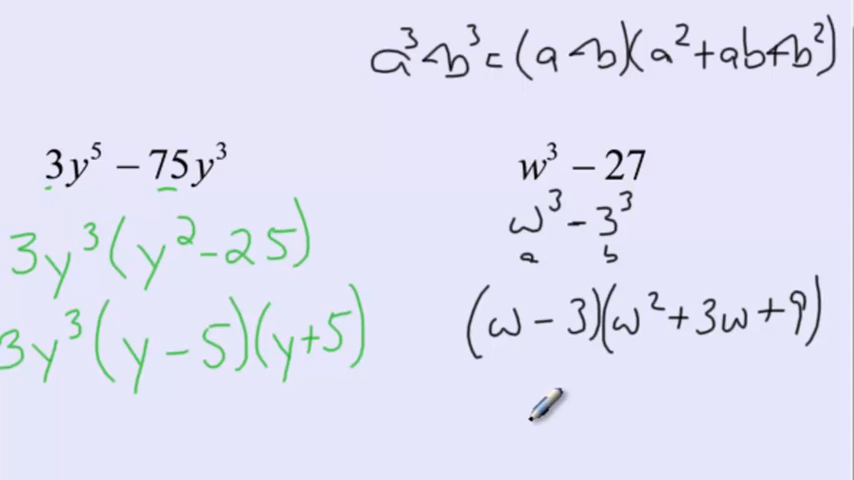 a³-b³=(a-b)(a²+ab+b²)
3y⁵ − 75y³
3y³(y²-25)
3y³(y-5)(y+5)
w³ − 27
w³-3³
a b
(w-3)(w²+3w+9)